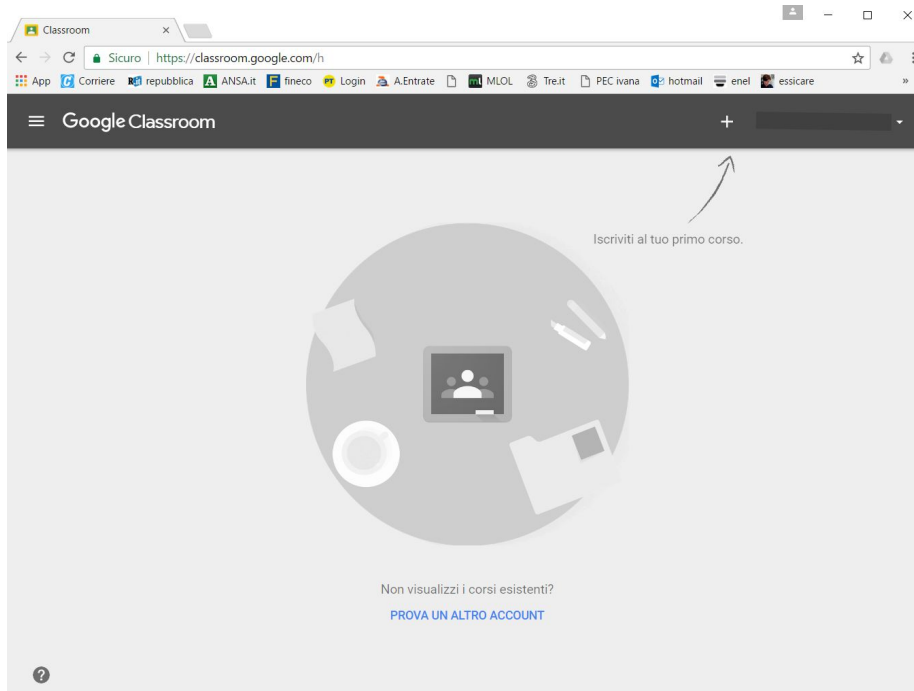 Classroom
Sicuro | https://classroom.google.com/h
App Corriere repubblica ANSA.it fineco Login A.Entrate MLOL Tre.it PEC ivana hotmail enel essicare »
Google Classroom
Iscriviti al tuo primo corso.
Non visualizzi i corsi esistenti?
PROVA UN ALTRO ACCOUNT